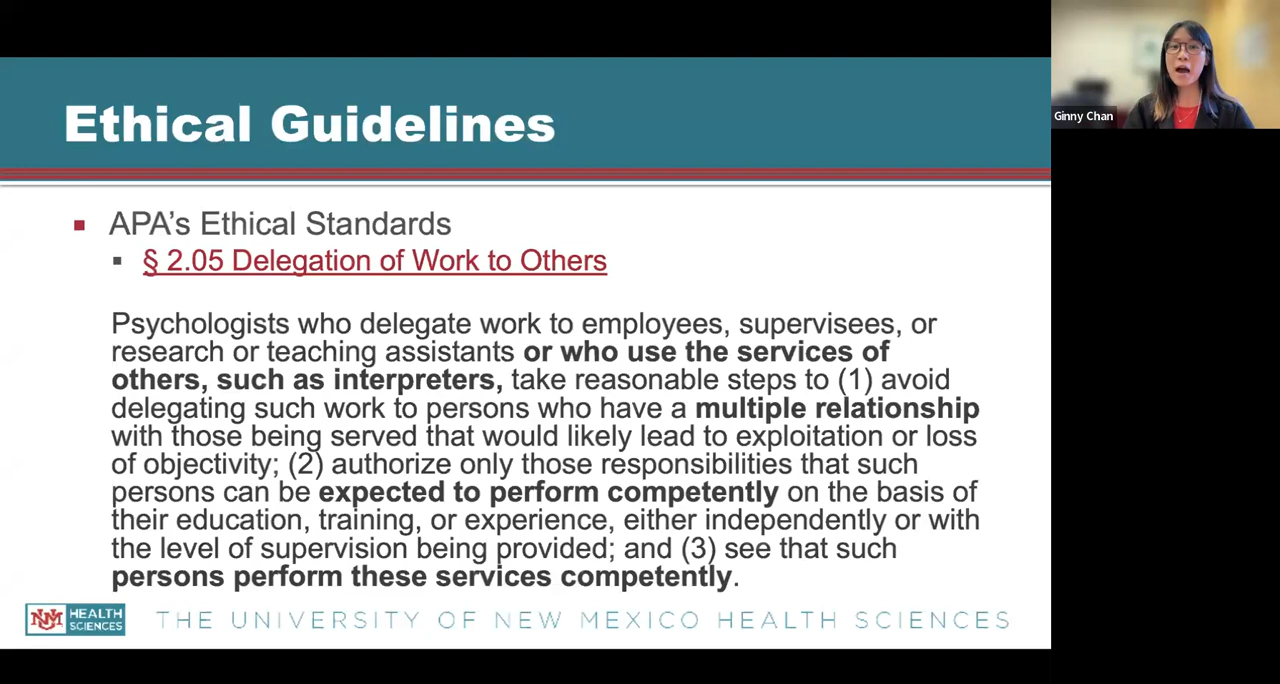 Ethical Guidelines
Ginny Chan
▪ APA’s Ethical Standards
▪ § 2.05 Delegation of Work to Others
Psychologists who delegate work to employees, supervisees, or
research or teaching assistants or who use the services of
others, such as interpreters, take reasonable steps to (1) avoid
delegating such work to persons who have a multiple relationship
with those being served that would likely lead to exploitation or loss
of objectivity; (2) authorize only those responsibilities that such
persons can be expected to perform competently on the basis of
their education, training, or experience, either independently or with
the level of supervision being provided; and (3) see that such
persons perform these services competently.
UNM HEALTH
SCIENCES
THE UNIVERSITY OF NEW MEXICO HEALTH SCIENCES